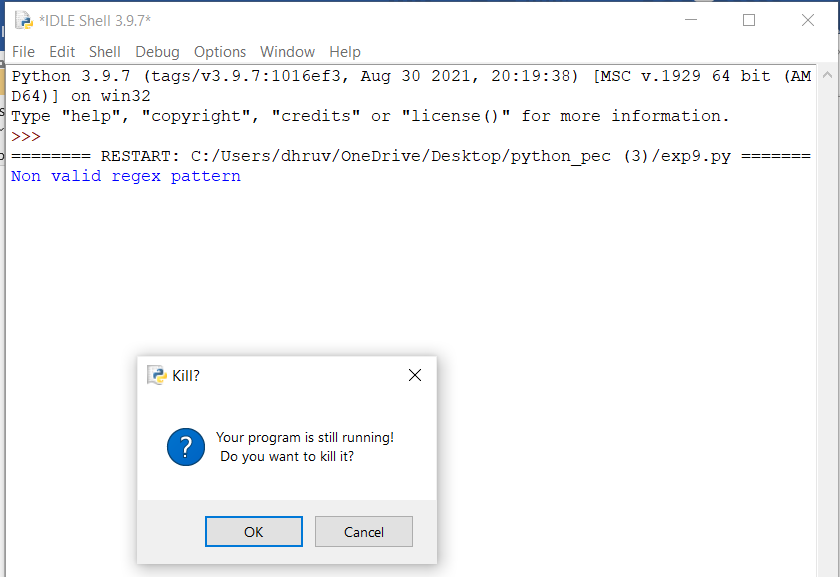 *IDLE Shell 3.9.7*
File Edit Shell Debug Options Window Help
Python 3.9.7 (tags/v3.9.7:1016ef3, Aug 30 2021, 20:19:38) [MSC v.1929 64 bit (AM
D64)] on win32
Type "help", "copyright", "credits" or "license()" for more information.
>>>
======== RESTART: C:/Users/dhruv/OneDrive/Desktop/python_pec (3)/exp9.py =======
Non valid regex pattern
Kill?
Your program is still running!
Do you want to kill it?
OK Cancel